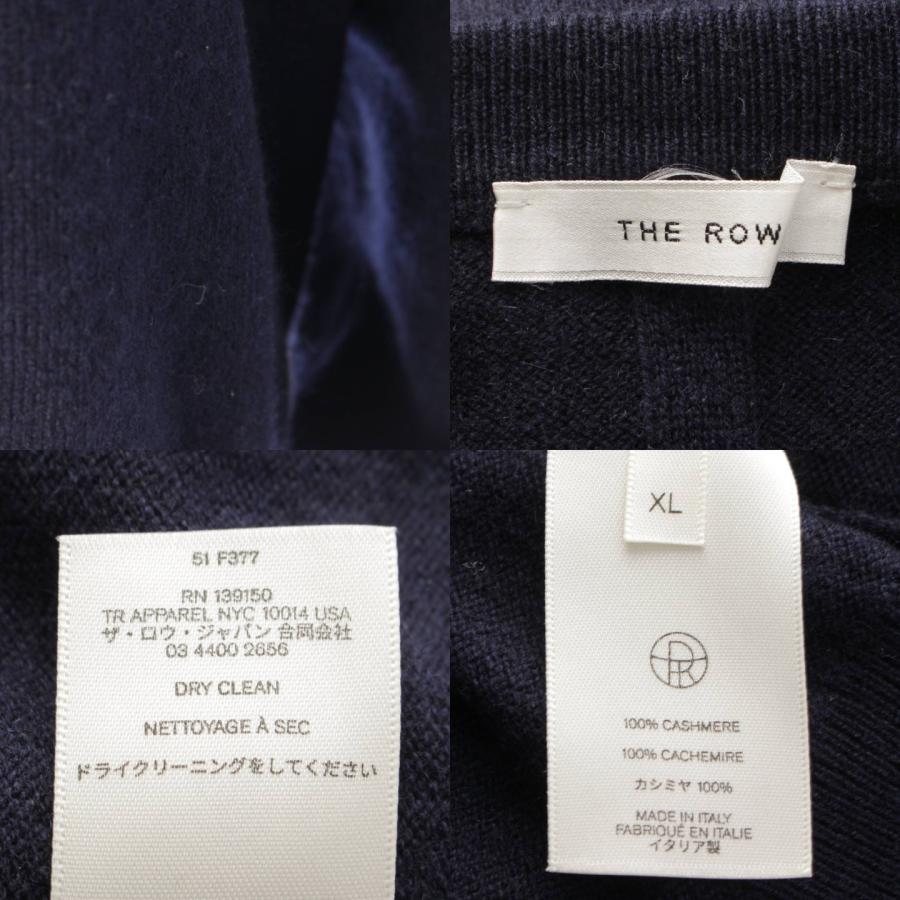 THE ROW
51 F377
RN 139150
TR APPAREL NYC 10014 USA
ザ・ロウ・ジャパン 合同会社
03 4400 2656
DRY CLEAN
NETTOYAGE À SEC
ドライクリーニングをしてください
XL
100% CASHMERE
100% CACHEMIRE
カシミヤ 100%
MADE IN ITALY
FABRIQUÉ EN ITALIE
イタリア製